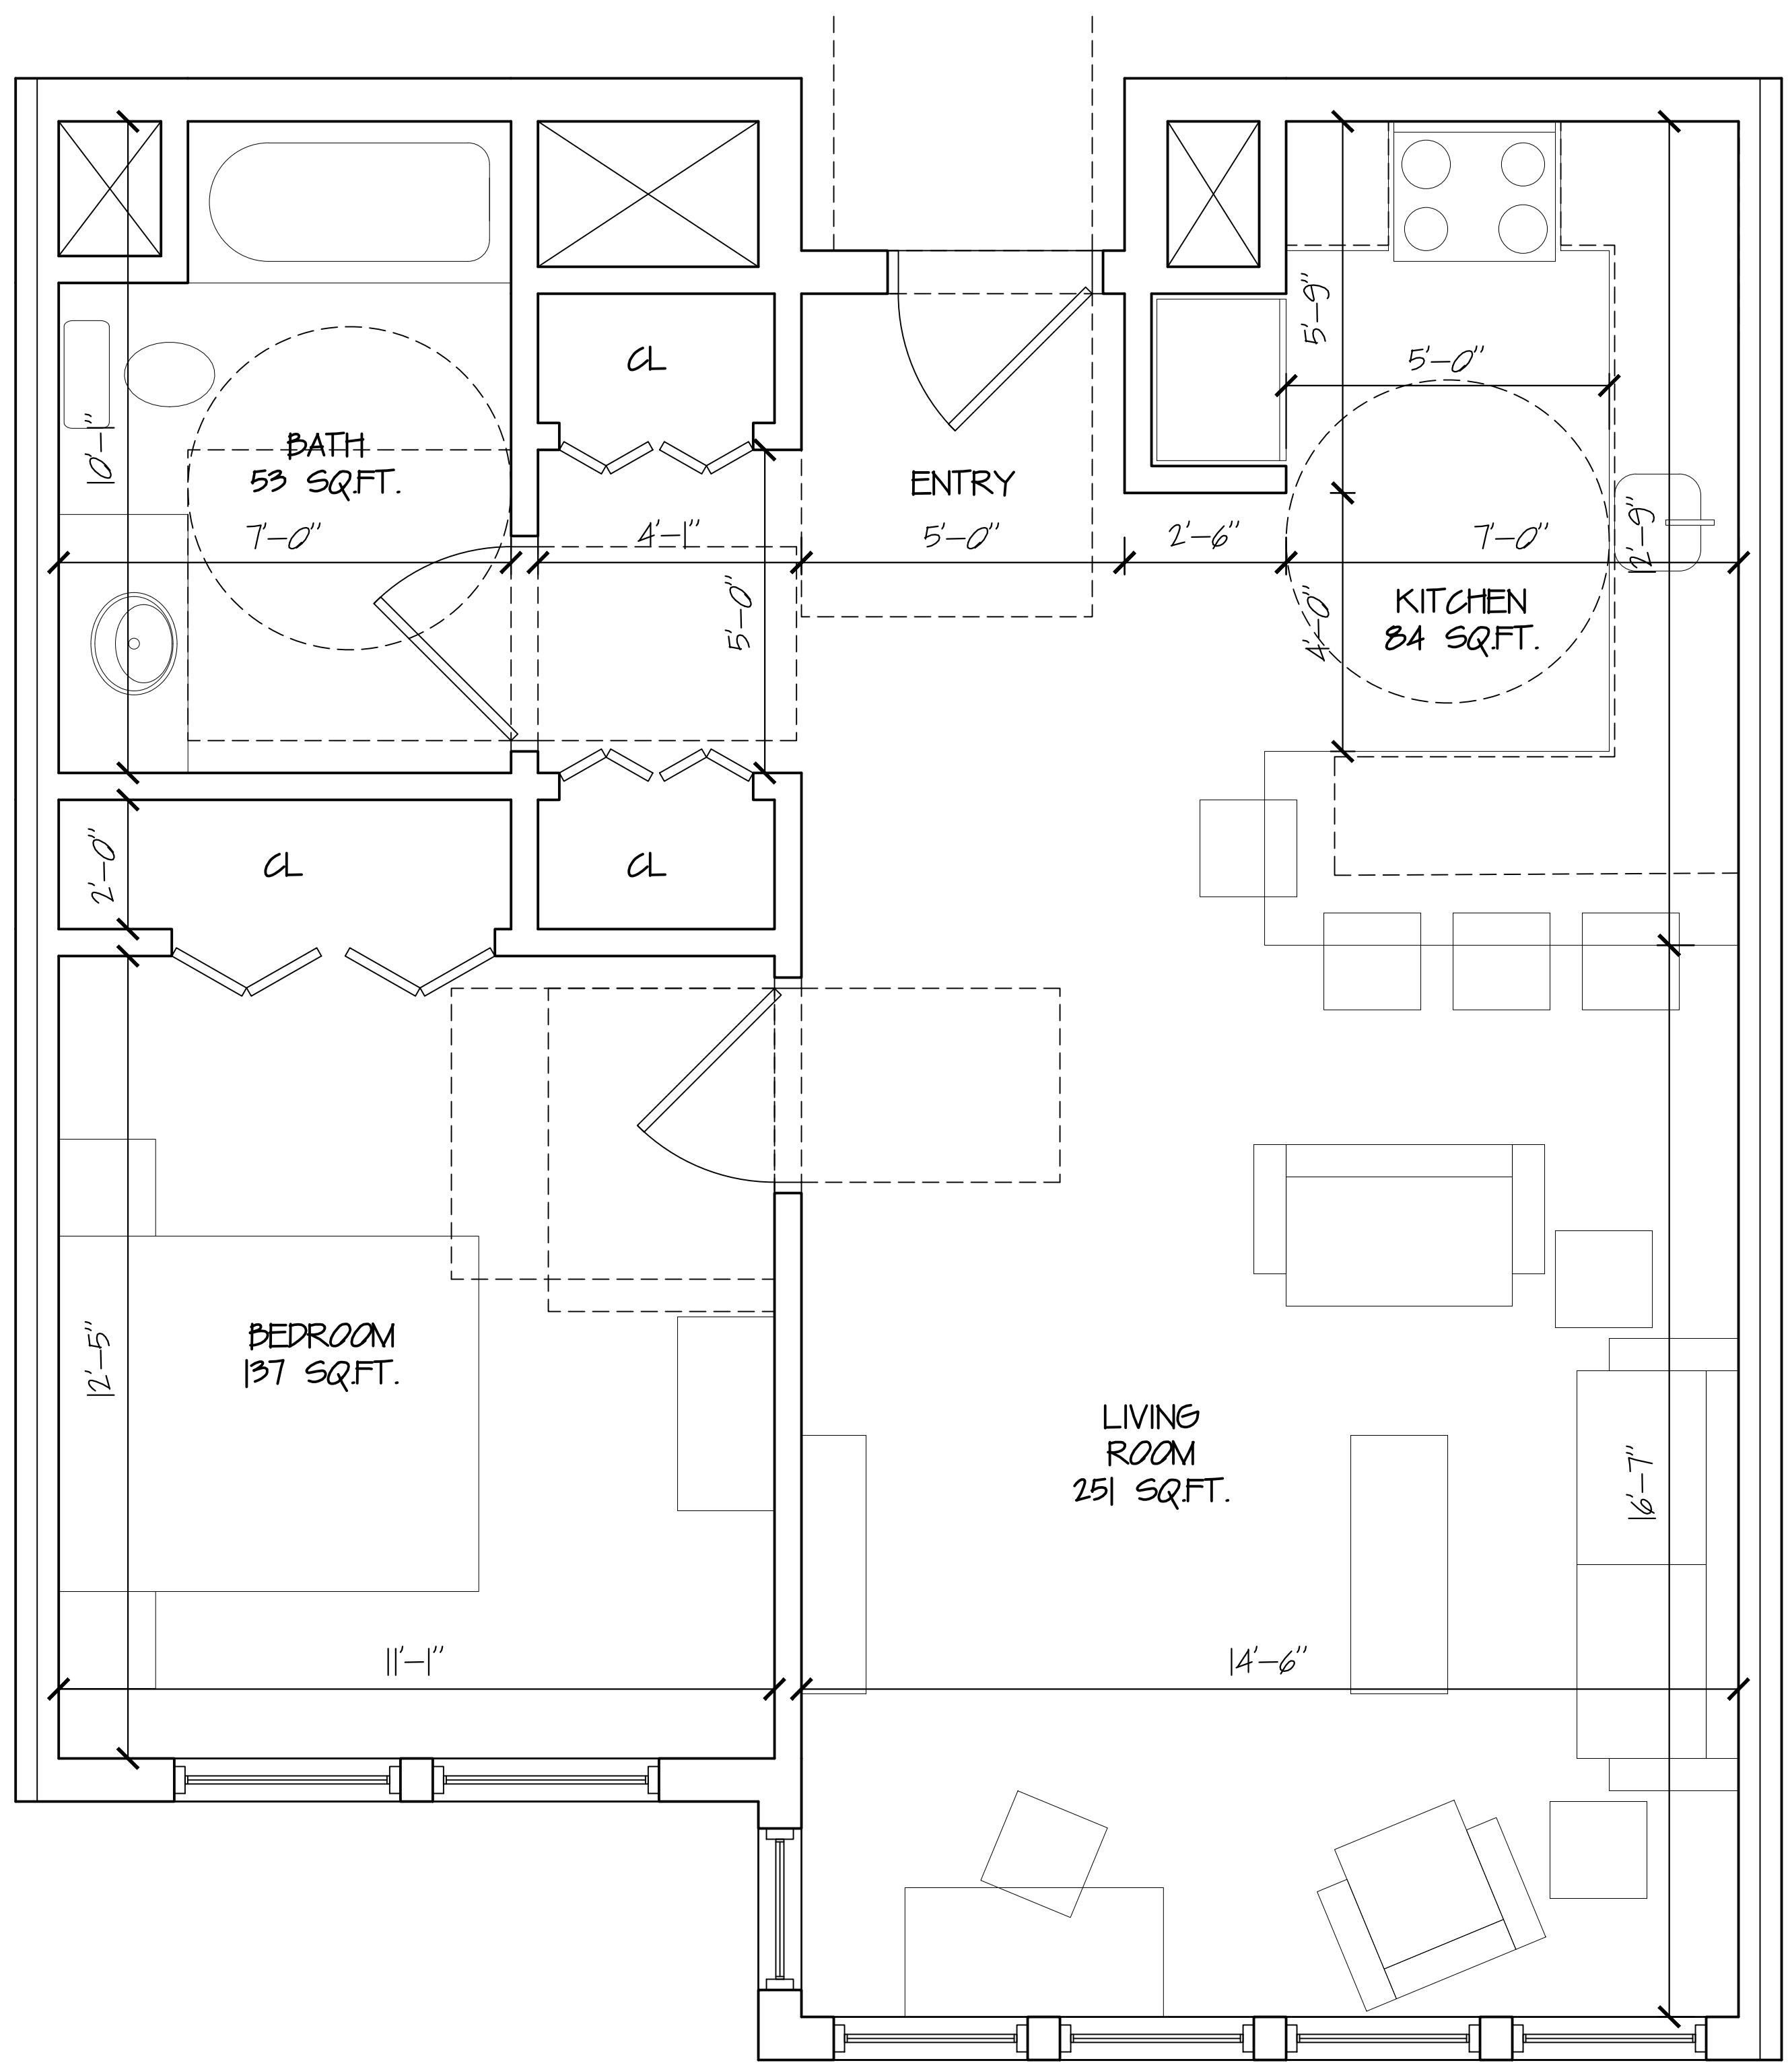 CL
5'-9"
5'-0"
10'-1"
BATH
53 SQ.FT.
ENTRY
7'-0"
4'-1"
5'-0"
2'-6"
7'-0"
12'-9"
5'-0"
4'-0"
KITCHEN
84 SQ.FT.
2'-0"
CL
CL
12'-5"
BEDROOM
137 SQ.FT.
LIVING
ROOM
251 SQ.FT.
16'-7"
11'-1"
14'-6"